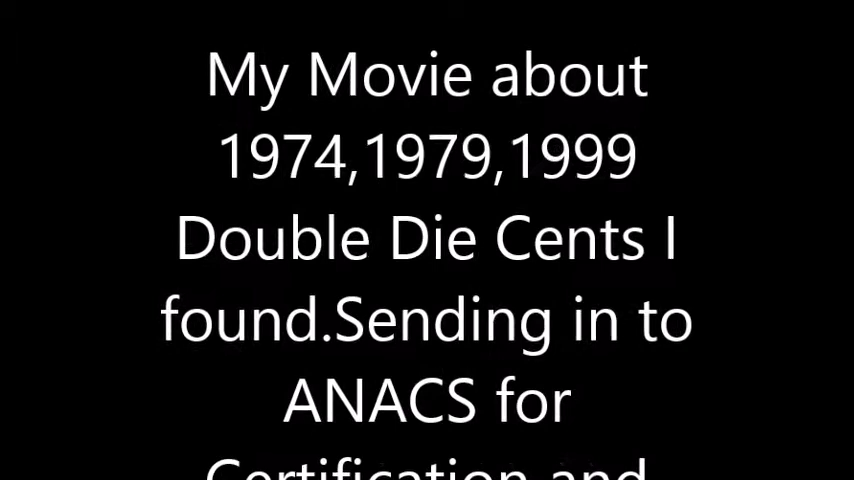 My Movie about
1974,1979,1999
Double Die Cents I
found.Sending in to
ANACS for
Certification and